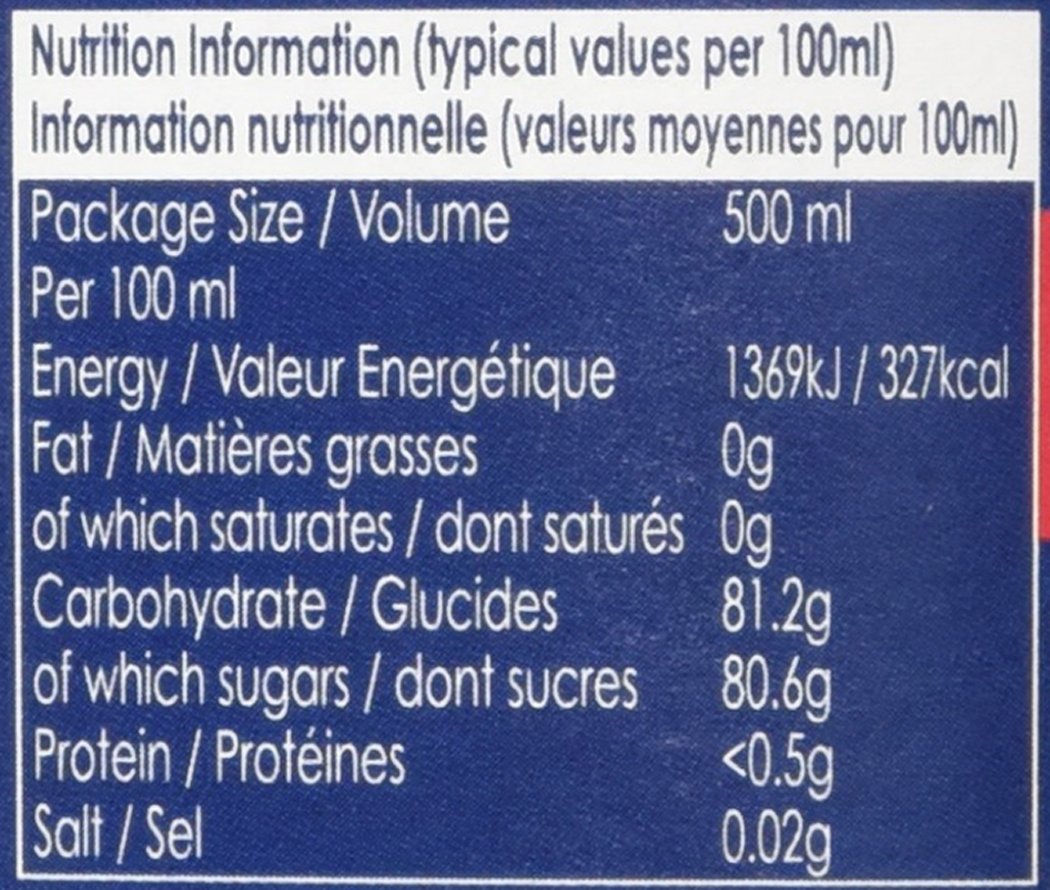 Nutrition Information (typical values per 100ml)
Information nutritionnelle (valeurs moyennes pour 100ml)
Package Size / Volume 500 ml
Per 100 ml
Energy / Valeur Energétique 1369kJ / 327kcal
Fat / Matières grasses 0g
of which saturates / dont saturés 0g
Carbohydrate / Glucides 81.2g
of which sugars / dont sucres 80.6g
Protein / Protéines <0.5g
Salt / Sel 0.02g